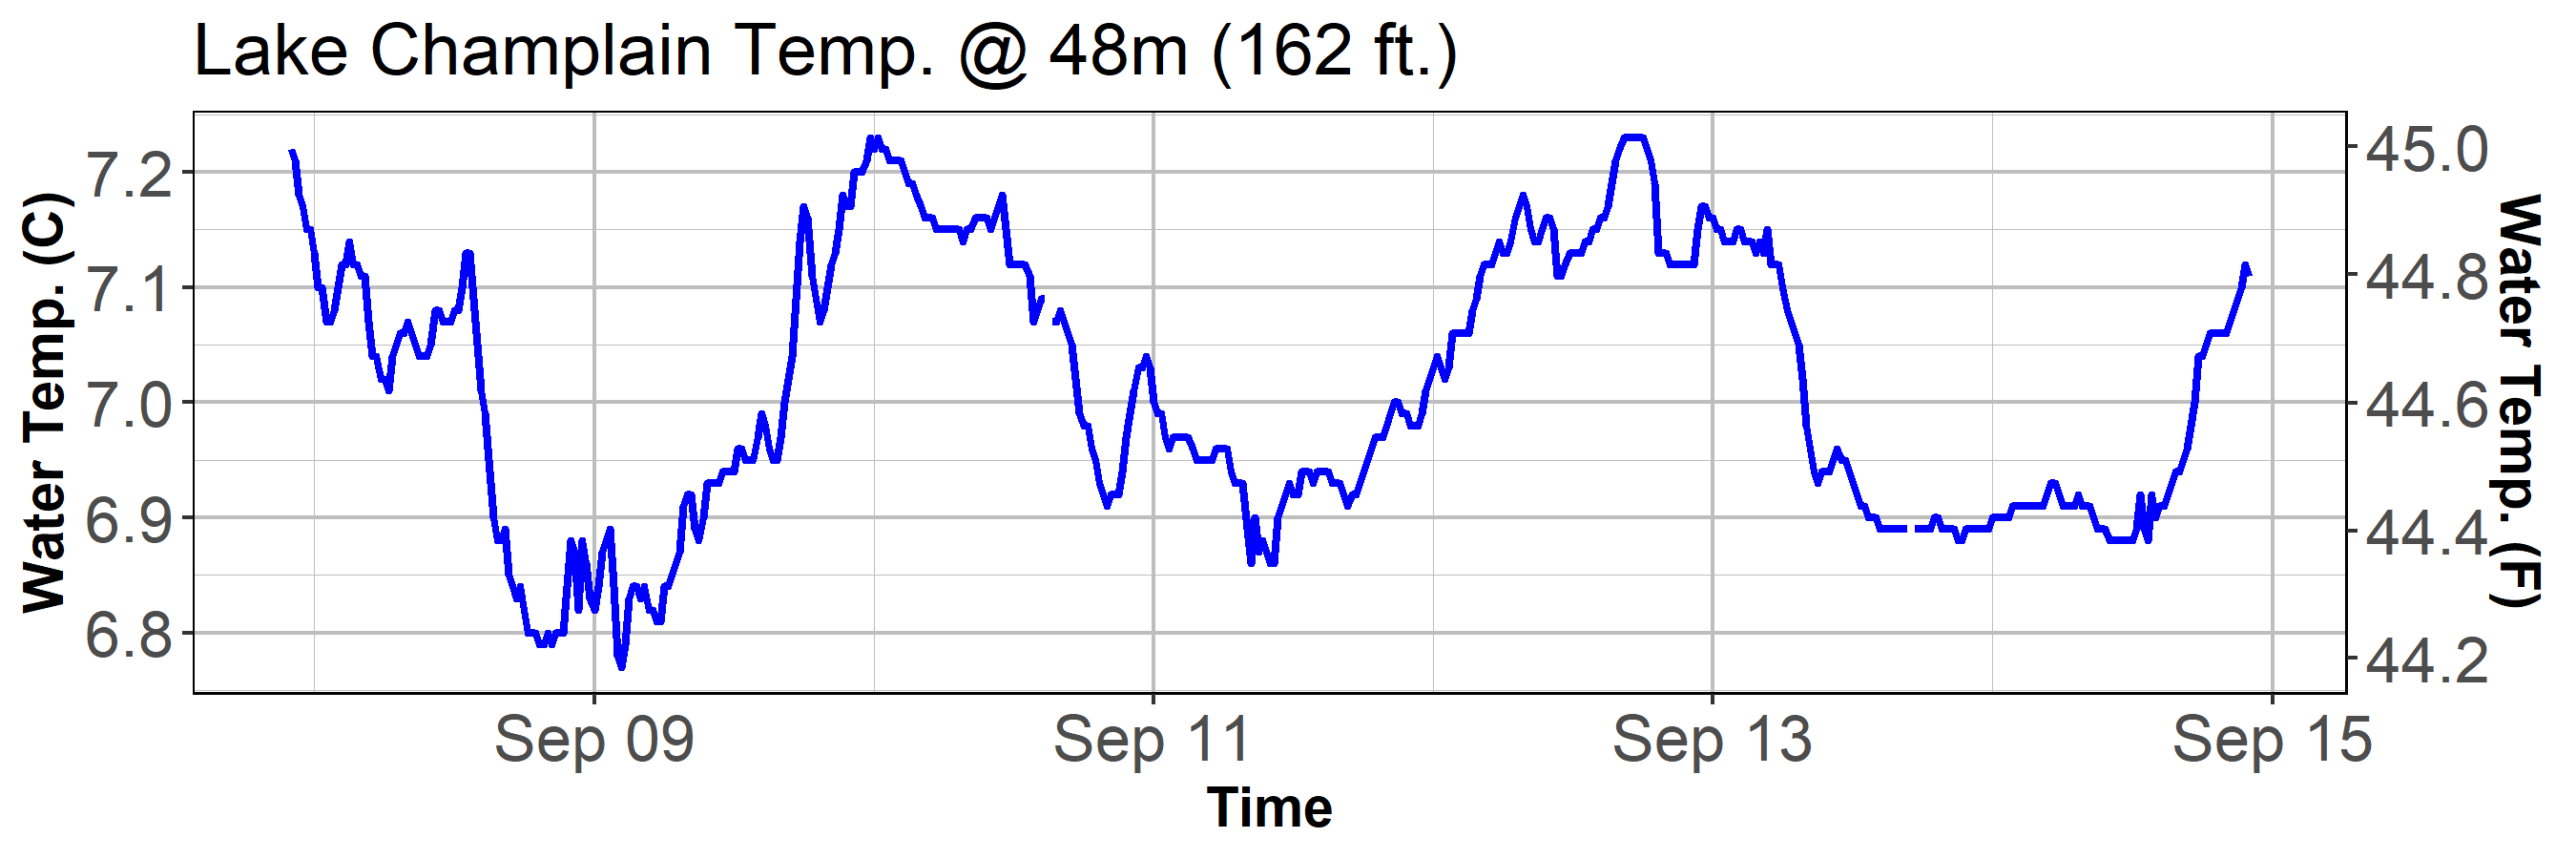 Lake Champlain Temp. @ 48m (162 ft.)
Water Temp. (C)
7.2
7.1
7.0
6.9
6.8
45.0
44.8
44.6
44.4
44.2
Water Temp. (F)
Sep 09
Sep 11
Sep 13
Sep 15
Time